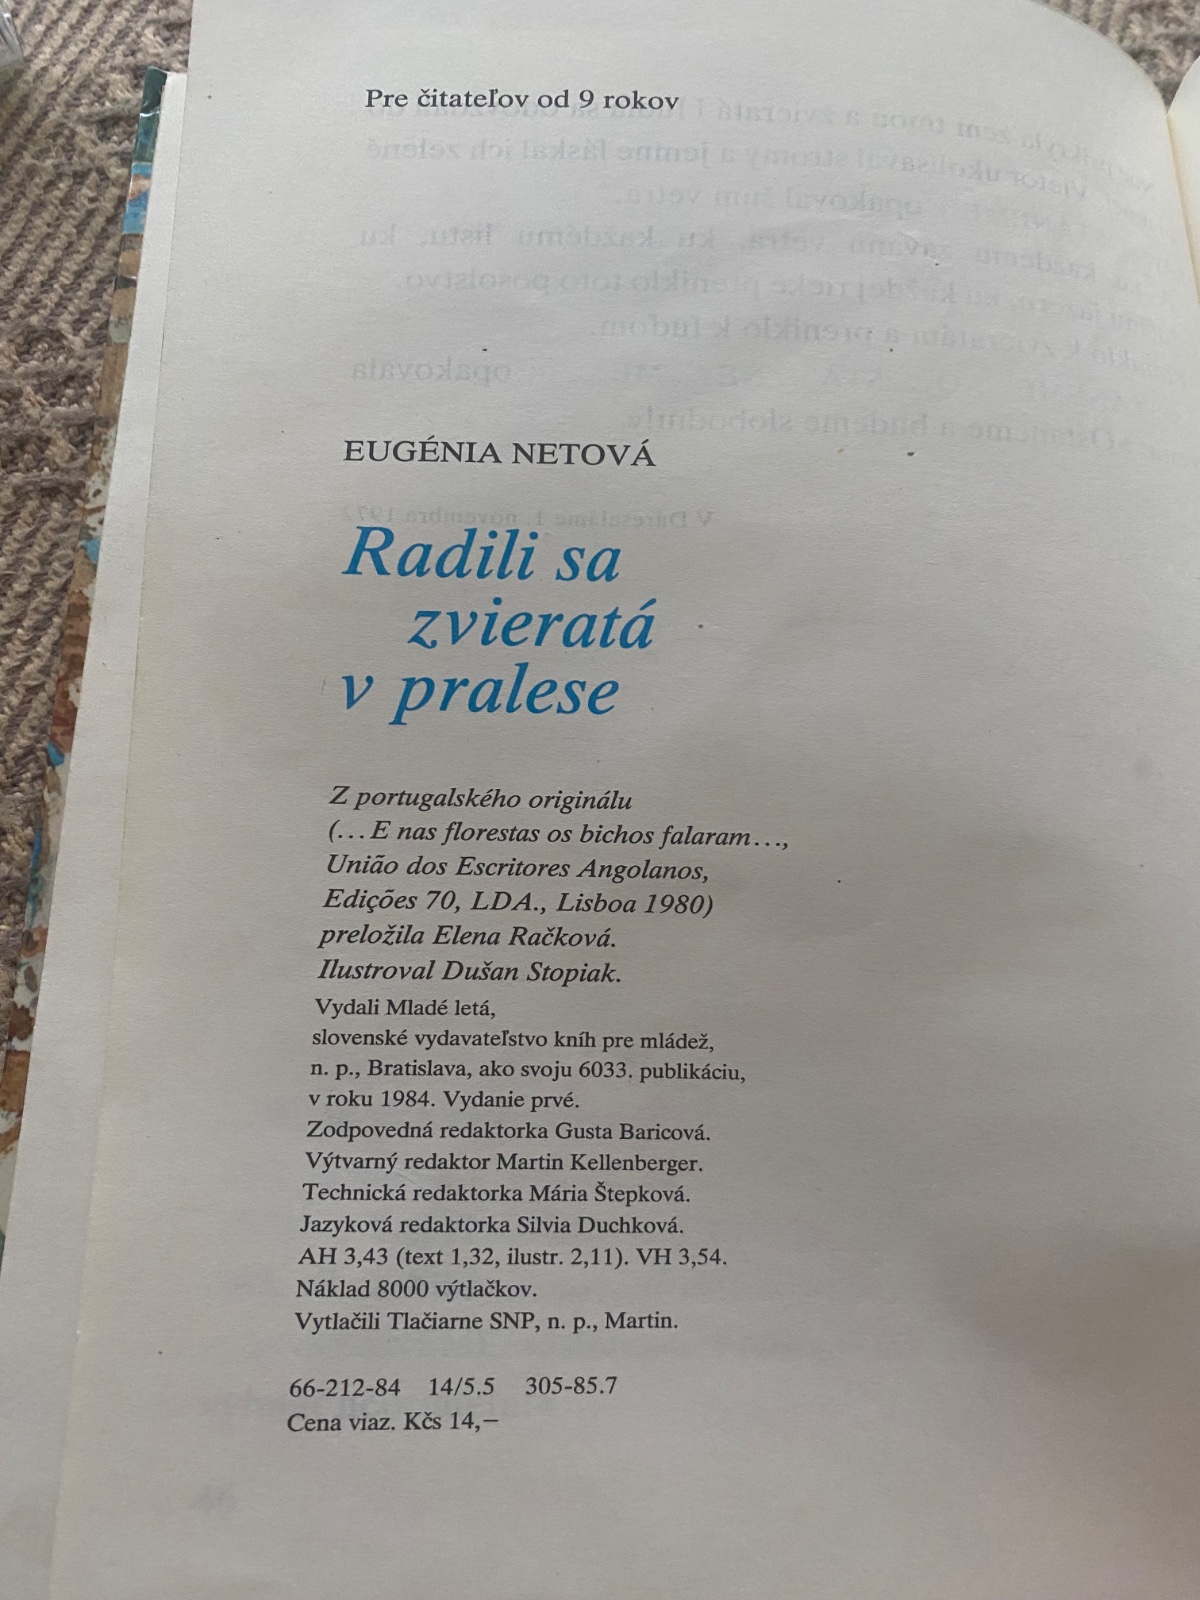 Pre čitateľov od 9 rokov
EUGÉNIA NETOVÁ
Radili sa
zvieratá
v pralese
Z portugalského originálu
(...E nas florestas os bichos falaram...,
União dos Escritores Angolanos,
Edições 70, LDA., Lisboa 1980)
preložila Elena Račková.
Ilustroval Dušan Stopiak.
Vydali Mladé letá,
slovenské vydavateľstvo kníh pre mládež,
n. p., Bratislava, ako svoju 6033. publikáciu,
v roku 1984. Vydanie prvé.
Zodpovedná redaktorka Gusta Baricová.
Výtvarný redaktor Martin Kellenberger.
Technická redaktorka Mária Štepková.
Jazyková redaktorka Silvia Duchková.
AH 3,43 (text 1,32, ilustr. 2,11). VH 3,54.
Náklad 8000 výtlačkov.
Vytlačili Tlačiarne SNP, n. p., Martin.
66-212-84 14/5.5 305-85.7
Cena viaz. Kčs 14,—